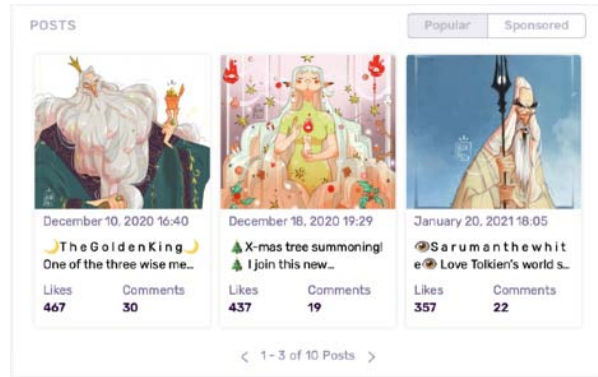 POSTS
Popular
Sponsored
December 10, 2020 16:40
🌙T h e G o l d e n K i n g🌙
One of the three wise me...
Likes
Comments
467
30
December 18, 2020 19:29
🎄X-mas tree summoning!
🎄 I join this new...
Likes
Comments
437
19
January 20, 2021 18:05
👁S a r u m a n t h e w h i t
e👁 Love Tolkien's world s...
Likes
Comments
357
22
< 1 - 3 of 10 Posts >